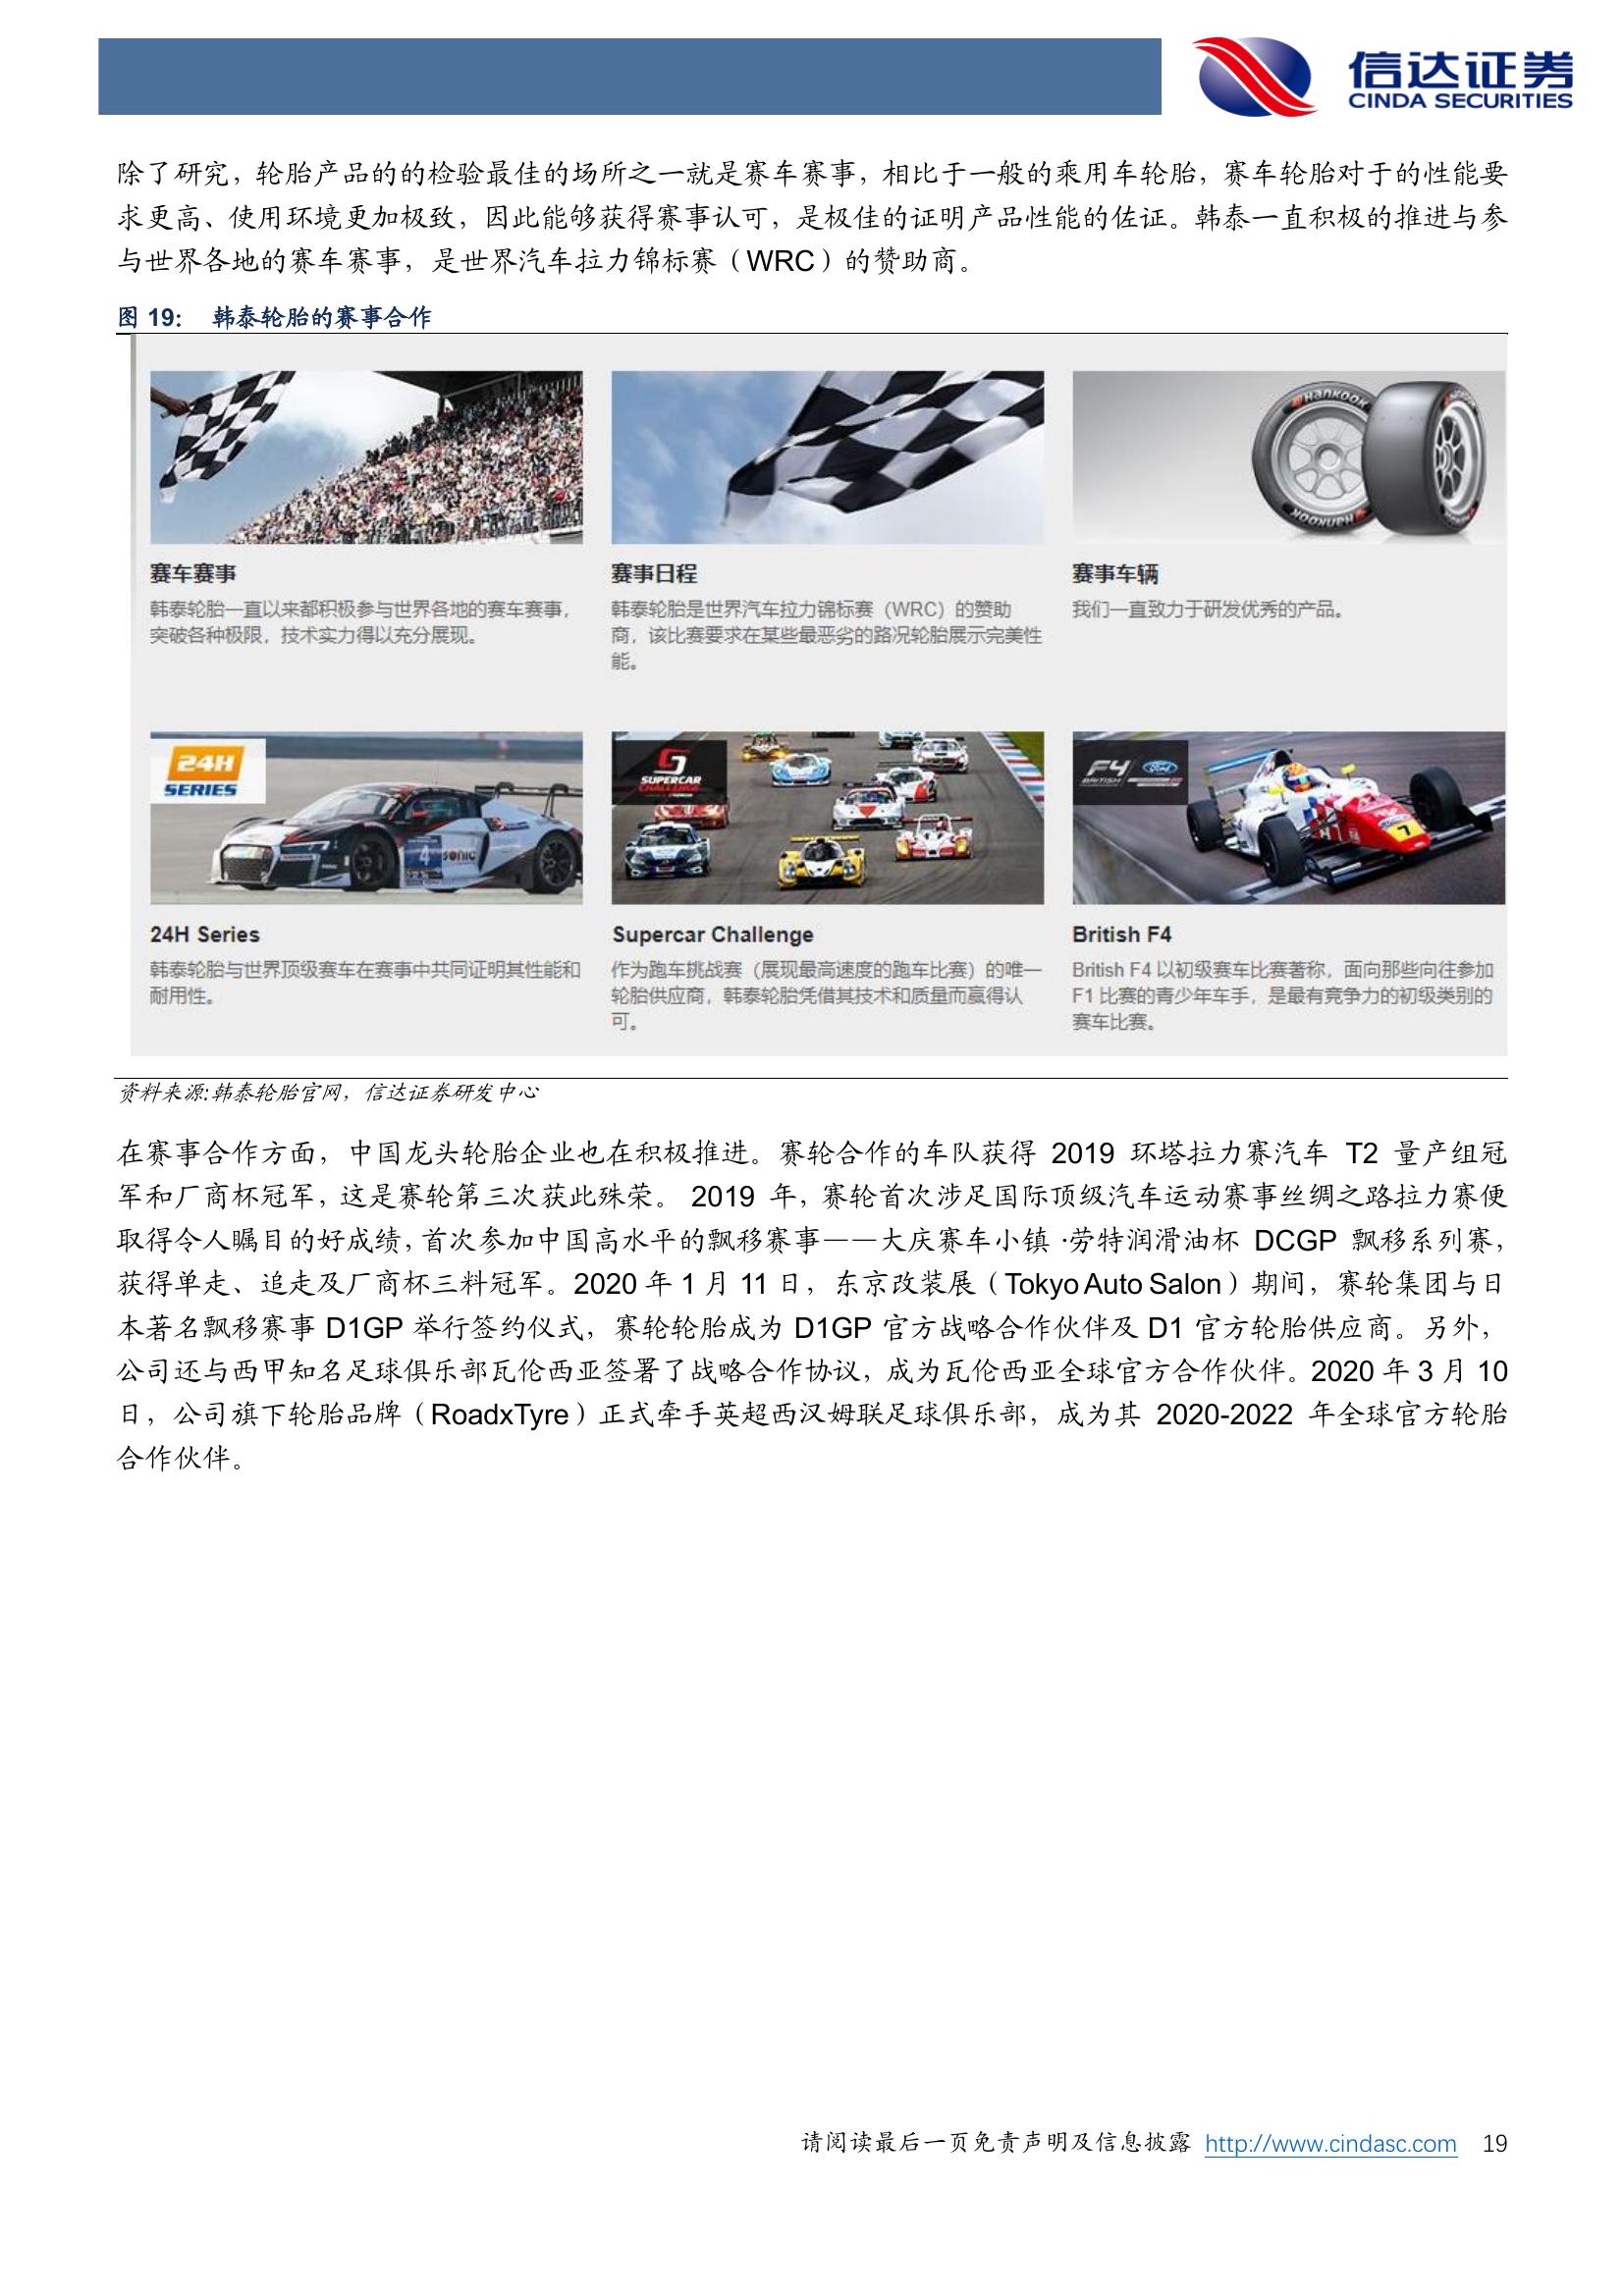 信达证券
CINDA SECURITIES
除了研究，轮胎产品的的检验最佳的场所之一就是赛车赛事，相比于一般的乘用车轮胎，赛车轮胎对于的性能要
求更高、使用环境更加极致，因此能够获得赛事认可，是极佳的证明产品性能的佐证。韩泰一直积极的推进与参
与世界各地的赛车赛事，是世界汽车拉力锦标赛（WRC）的赞助商。
图 19： 韩泰轮胎的赛事合作
HANKOOK
HANKOOK
赛车赛事
赛事日程
赛事车辆
韩泰轮胎一直以来都积极参与世界各地的赛车赛事，
突破各种极限，技术实力得以充分展现。
韩泰轮胎是世界汽车拉力锦标赛（WRC）的赞助
商，该比赛要求在某些最恶劣的路况轮胎展示完美性
能。
我们一直致力于研发优秀的产品。
24H
SERIES
4
sonic
SUPERCAR
CHALLENGE
F4
BRITISH
Ford
7
24H Series
Supercar Challenge
British F4
韩泰轮胎与世界顶级赛车在赛事中共同证明其性能和
耐用性。
作为跑车挑战赛（展现最高速度的跑车比赛）的唯一
轮胎供应商，韩泰轮胎凭借其技术和质量而赢得认
可。
British F4 以初级赛车比赛著称，面向那些向往参加
F1 比赛的青少年车手，是最有竞争力的初级类别的
赛车比赛。
资料来源:韩泰轮胎官网，信达证券研发中心
在赛事合作方面，中国龙头轮胎企业也在积极推进。赛轮合作的车队获得 2019 环塔拉力赛汽车 T2 量产组冠
军和厂商杯冠军，这是赛轮第三次获此殊荣。 2019 年，赛轮首次涉足国际顶级汽车运动赛事丝绸之路拉力赛便
取得令人瞩目的好成绩，首次参加中国高水平的飘移赛事——大庆赛车小镇 ·劳特润滑油杯 DCGP 飘移系列赛，
获得单走、追走及厂商杯三料冠军。2020 年 1 月 11 日，东京改装展（Tokyo Auto Salon）期间，赛轮集团与日
本著名飘移赛事 D1GP 举行签约仪式，赛轮轮胎成为 D1GP 官方战略合作伙伴及 D1 官方轮胎供应商。另外，
公司还与西甲知名足球俱乐部瓦伦西亚签署了战略合作协议，成为瓦伦西亚全球官方合作伙伴。2020 年 3 月 10
日，公司旗下轮胎品牌（RoadxTyre）正式牵手英超西汉姆联足球俱乐部，成为其 2020-2022 年全球官方轮胎
合作伙伴。
请阅读最后一页免责声明及信息披露 http://www.cindasc.com 19